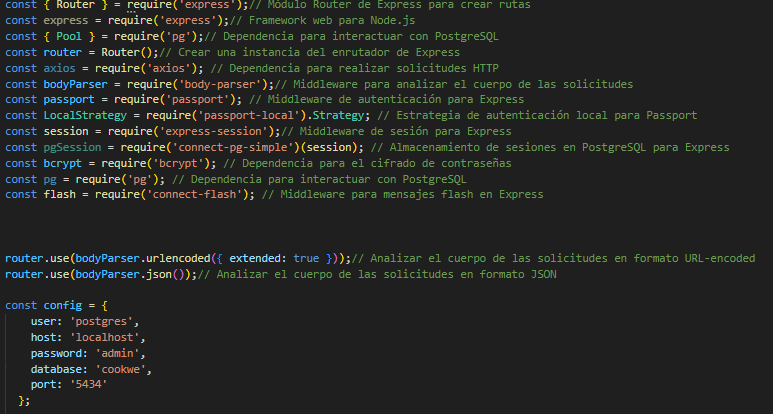 const { Router } = require('express');// Módulo Router de Express para crear rutas
const express = require('express');// Framework web para Node.js
const { Pool } = require('pg');// Dependencia para interactuar con PostgreSQL
const router = Router();// Crear una instancia del enrutador de Express
const axios = require('axios'); // Dependencia para realizar solicitudes HTTP
const bodyParser = require('body-parser');// Middleware para analizar el cuerpo de las solicitudes
const passport = require('passport'); // Middleware de autenticación para Express
const LocalStrategy = require('passport-local').Strategy; // Estrategia de autenticación local para Passport
const session = require('express-session');// Middleware de sesión para Express
const pgSession = require('connect-pg-simple')(session); // Almacenamiento de sesiones en PostgreSQL para Express
const bcrypt = require('bcrypt'); // Dependencia para el cifrado de contraseñas
const pg = require('pg'); // Dependencia para interactuar con PostgreSQL
const flash = require('connect-flash'); // Middleware para mensajes flash en Express
router.use(bodyParser.urlencoded({ extended: true }));// Analizar el cuerpo de las solicitudes en formato URL-encoded
router.use(bodyParser.json());// Analizar el cuerpo de las solicitudes en formato JSON
const config = {
user: 'postgres',
host: 'localhost',
password: 'admin',
database: 'cookwe',
port: '5434'
};